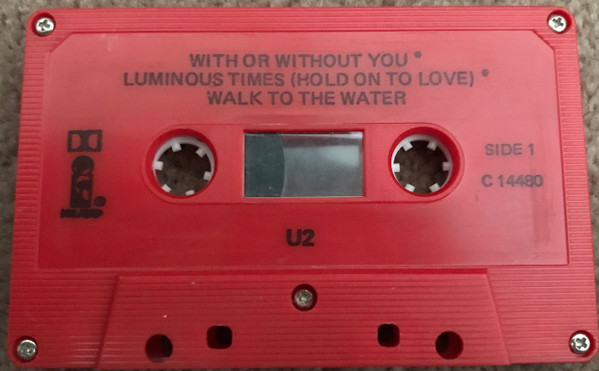 WITH OR WITHOUT YOU *
LUMINOUS TIMES (HOLD ON TO LOVE) *
WALK TO THE WATER
SIDE 1
C 14480
U2